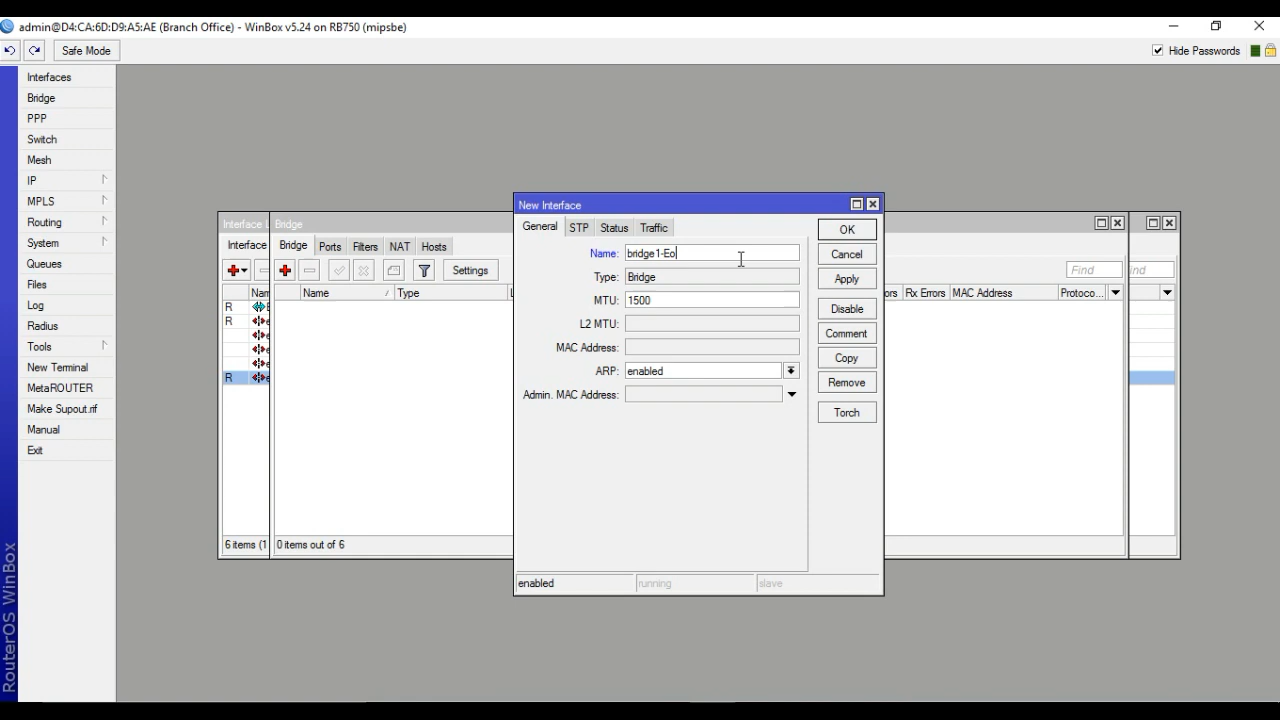 admin@D4:CA:6D:D9:A5:AE (Branch Office) - WinBox v5.24 on RB750 (mipsbe)
Safe Mode
Hide Passwords
Interfaces
Bridge
PPP
Switch
Mesh
IP
MPLS
Routing
System
Queues
Files
Log
Radius
Tools
New Terminal
MetaROUTER
Make Supout.rif
Manual
Exit
RouterOS WinBox
Interface L
Interface
Nam
R
R
R
6 items (1
Bridge
Bridge Ports Filters NAT Hosts
Settings
Find
ind
Name / Type L
ors Rx Errors MAC Address Protoco...
0 items out of 6
New Interface
General STP Status Traffic
Name: bridge1-Eo
Type: Bridge
MTU: 1500
L2 MTU:
MAC Address:
ARP: enabled
Admin. MAC Address:
OK
Cancel
Apply
Disable
Comment
Copy
Remove
Torch
enabled running slave